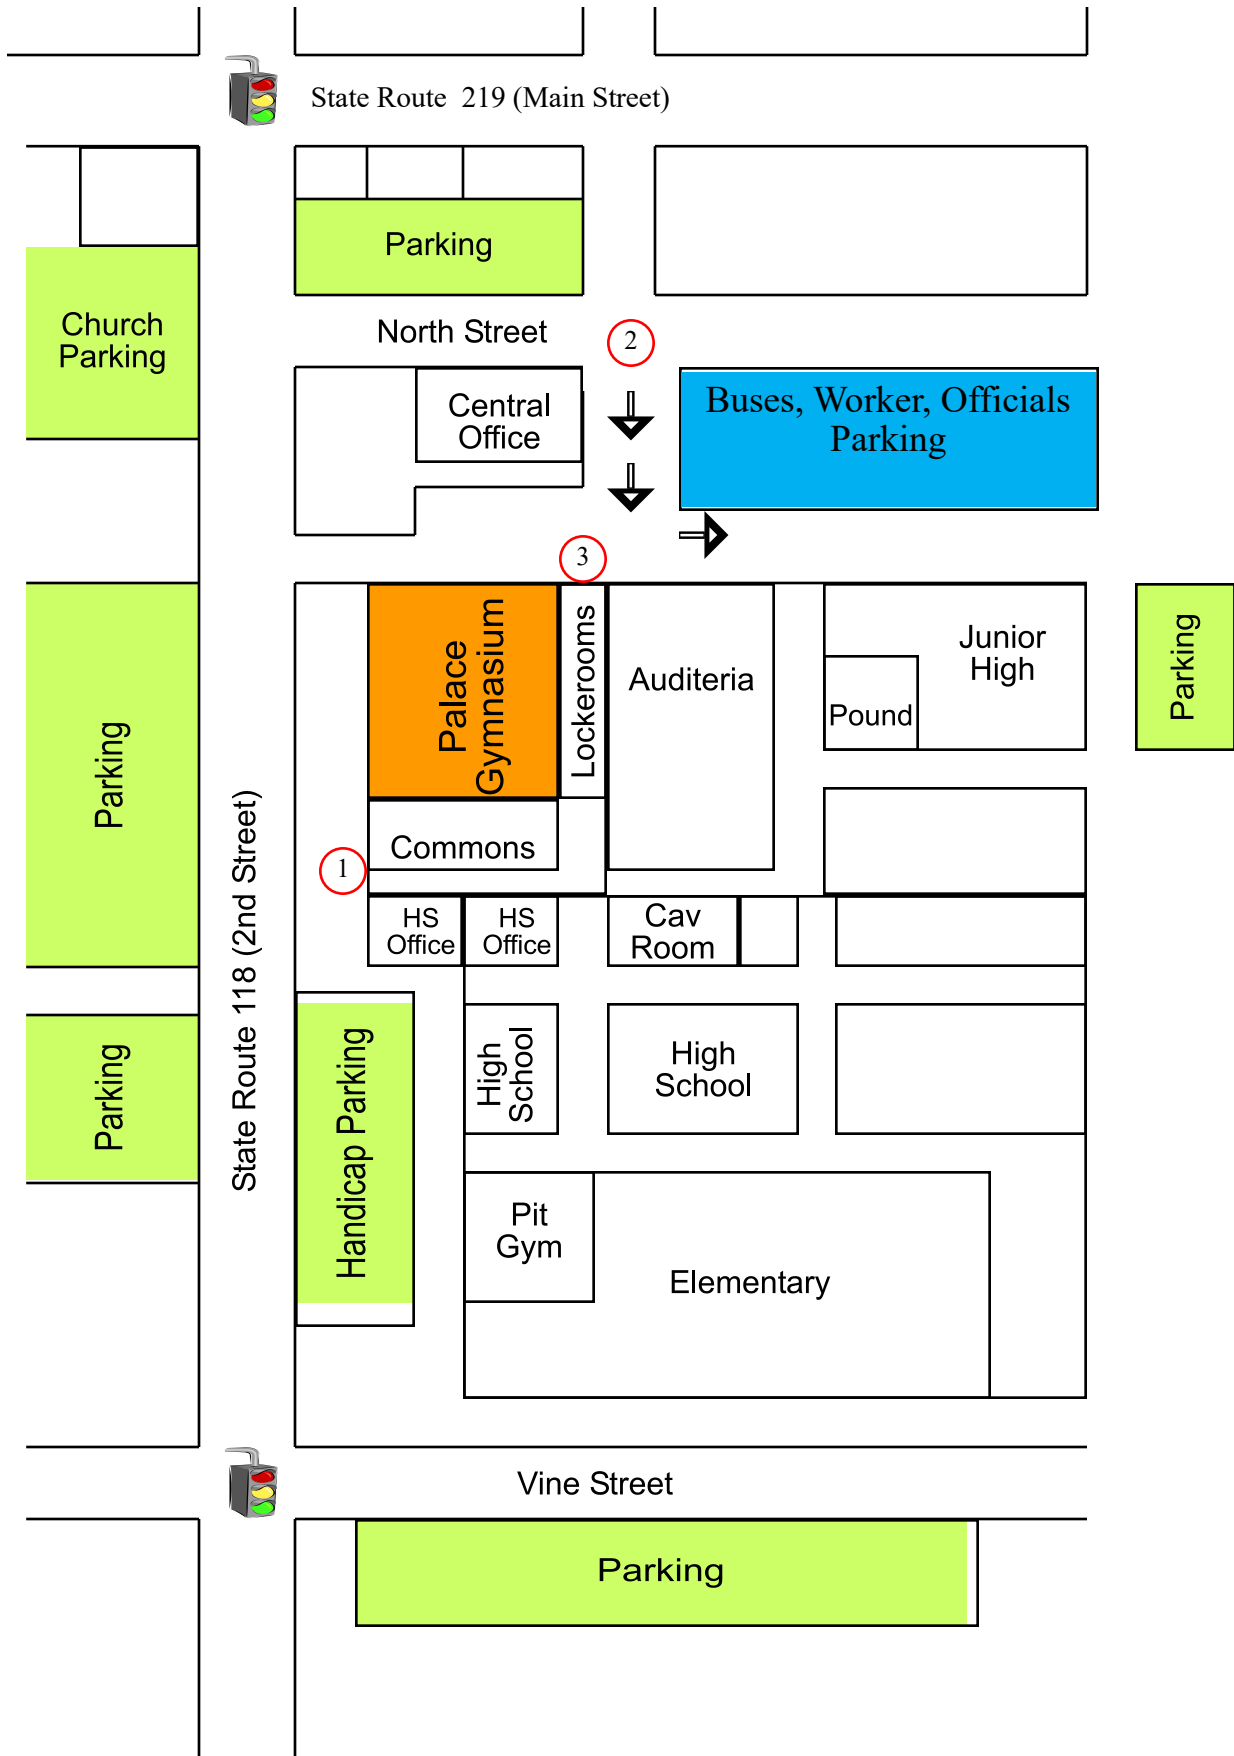 State Route  219 (Main Street)
Parking
Church
Parking
North Street
2
Central
Office
Buses, Worker, Officials
Parking
3
Palace
Gymnasium
Lockerooms
Auditeria
Junior
High
Pound
Parking
Parking
Commons
1
HS
Office
HS
Office
Cav
Room
State Route 118 (2nd Street)
Parking
Handicap Parking
High
School
High
School
Pit
Gym
Elementary
Vine Street
Parking